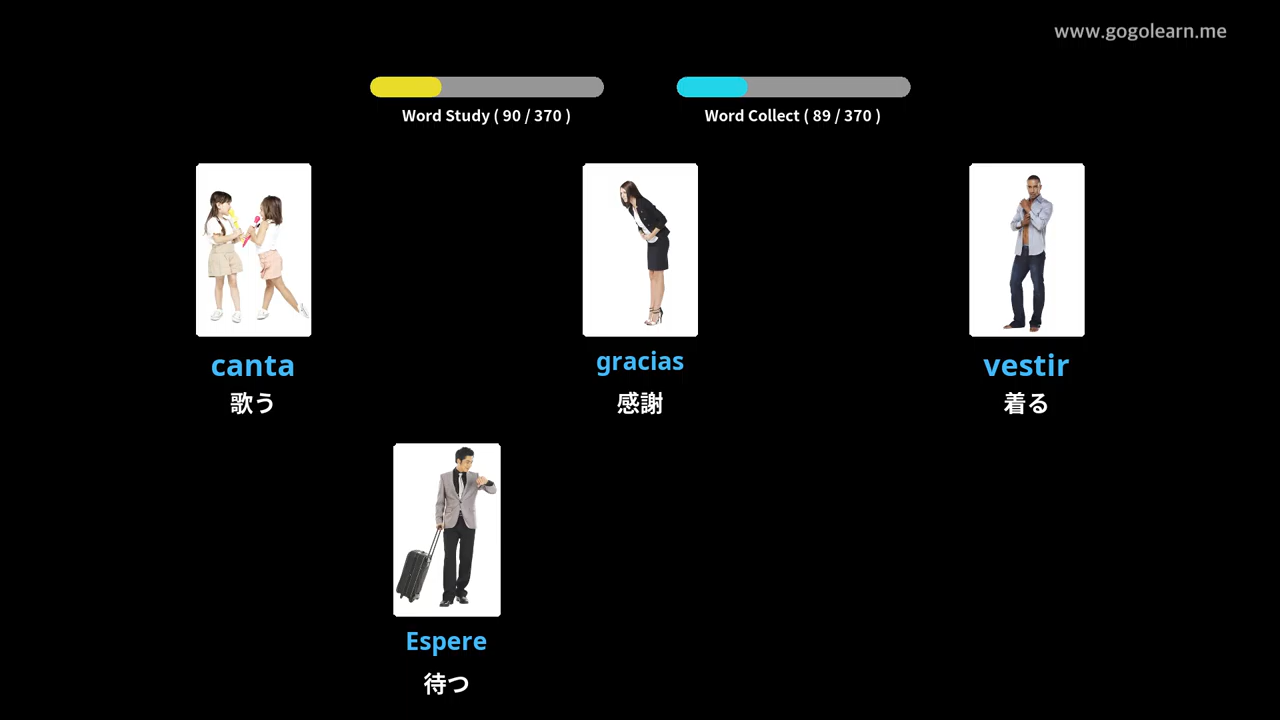 www.gogolearn.me
Word Study ( 90 / 370 )
Word Collect ( 89 / 370 )
canta
歌う
gracias
感謝
vestir
着る
Espere
待つ